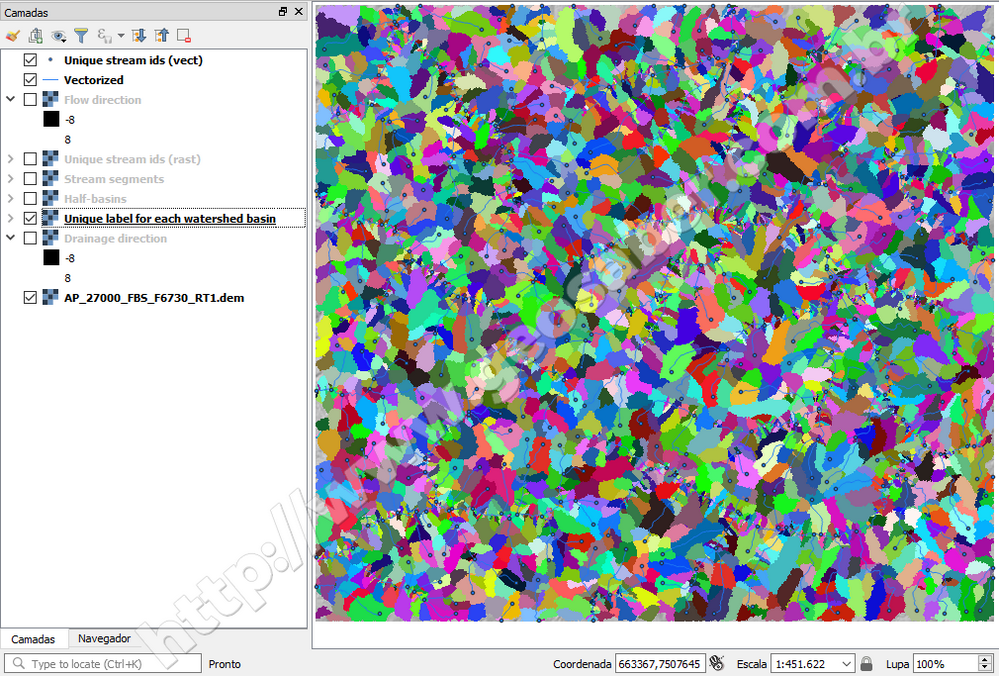 Camadas
Unique stream ids (vect)
Vectorized
Flow direction
-8
8
Unique stream ids (rast)
Stream segments
Half-basins
Unique label for each watershed basin
Drainage direction
-8
8
AP_27000_FBS_F6730_RT1.dem
Camadas
Navegador
Type to locate (Ctrl+K)
Pronto
Coordenada
663367,7507645
Escala
1:451.622
Lupa
100%